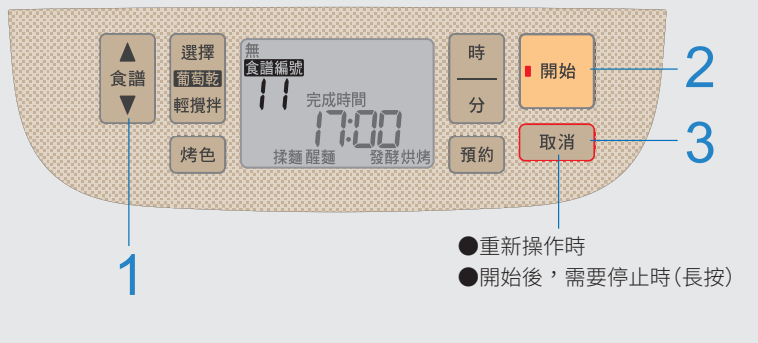 ▲
食譜
▼
選擇
葡萄乾
輕攪拌
烤色
無
食譜編號
11
完成時間
17:00
揉麵 醒麵 發酵 烘烤
時
分
預約
開始
取消
1
2
3
●重新操作時
●開始後，需要停止時(長按)